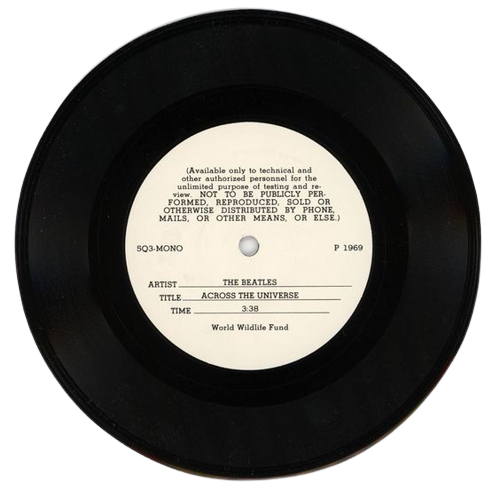 (Available only to technical and
other authorized personnel for the
unlimited purpose of testing and re-
view. NOT TO BE PUBLICLY PER-
FORMED, REPRODUCED, SOLD OR
OTHERWISE DISTRIBUTED BY PHONE,
MAILS, OR OTHER MEANS, OR ELSE.)
5Q3-MONO P 1969
ARTIST THE BEATLES
TITLE ACROSS THE UNIVERSE
TIME 3:38
World Wildlife Fund